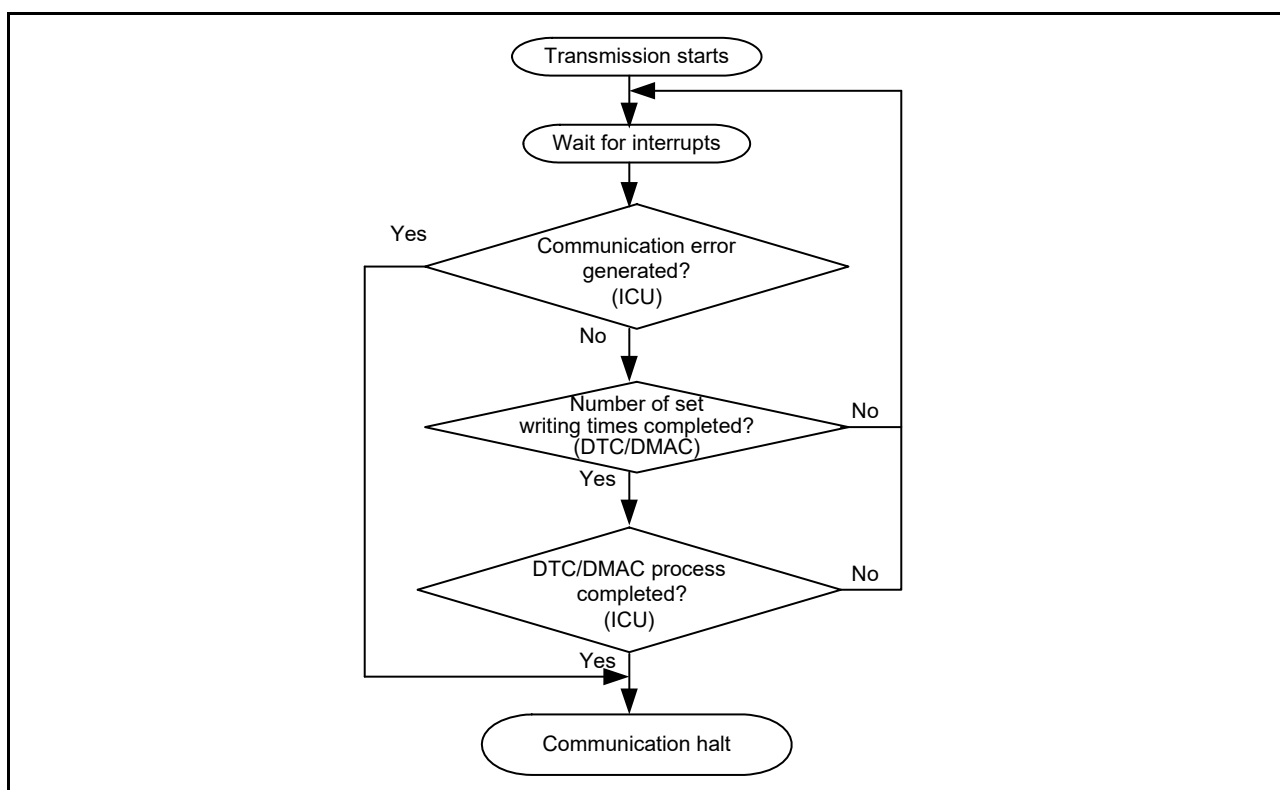 Transmission starts
Wait for interrupts
Yes
Communication error
generated?
(ICU)
No
Number of set
writing times completed?
(DTC/DMAC)
No
Yes
DTC/DMAC process
completed?
(ICU)
No
Yes
Communication halt